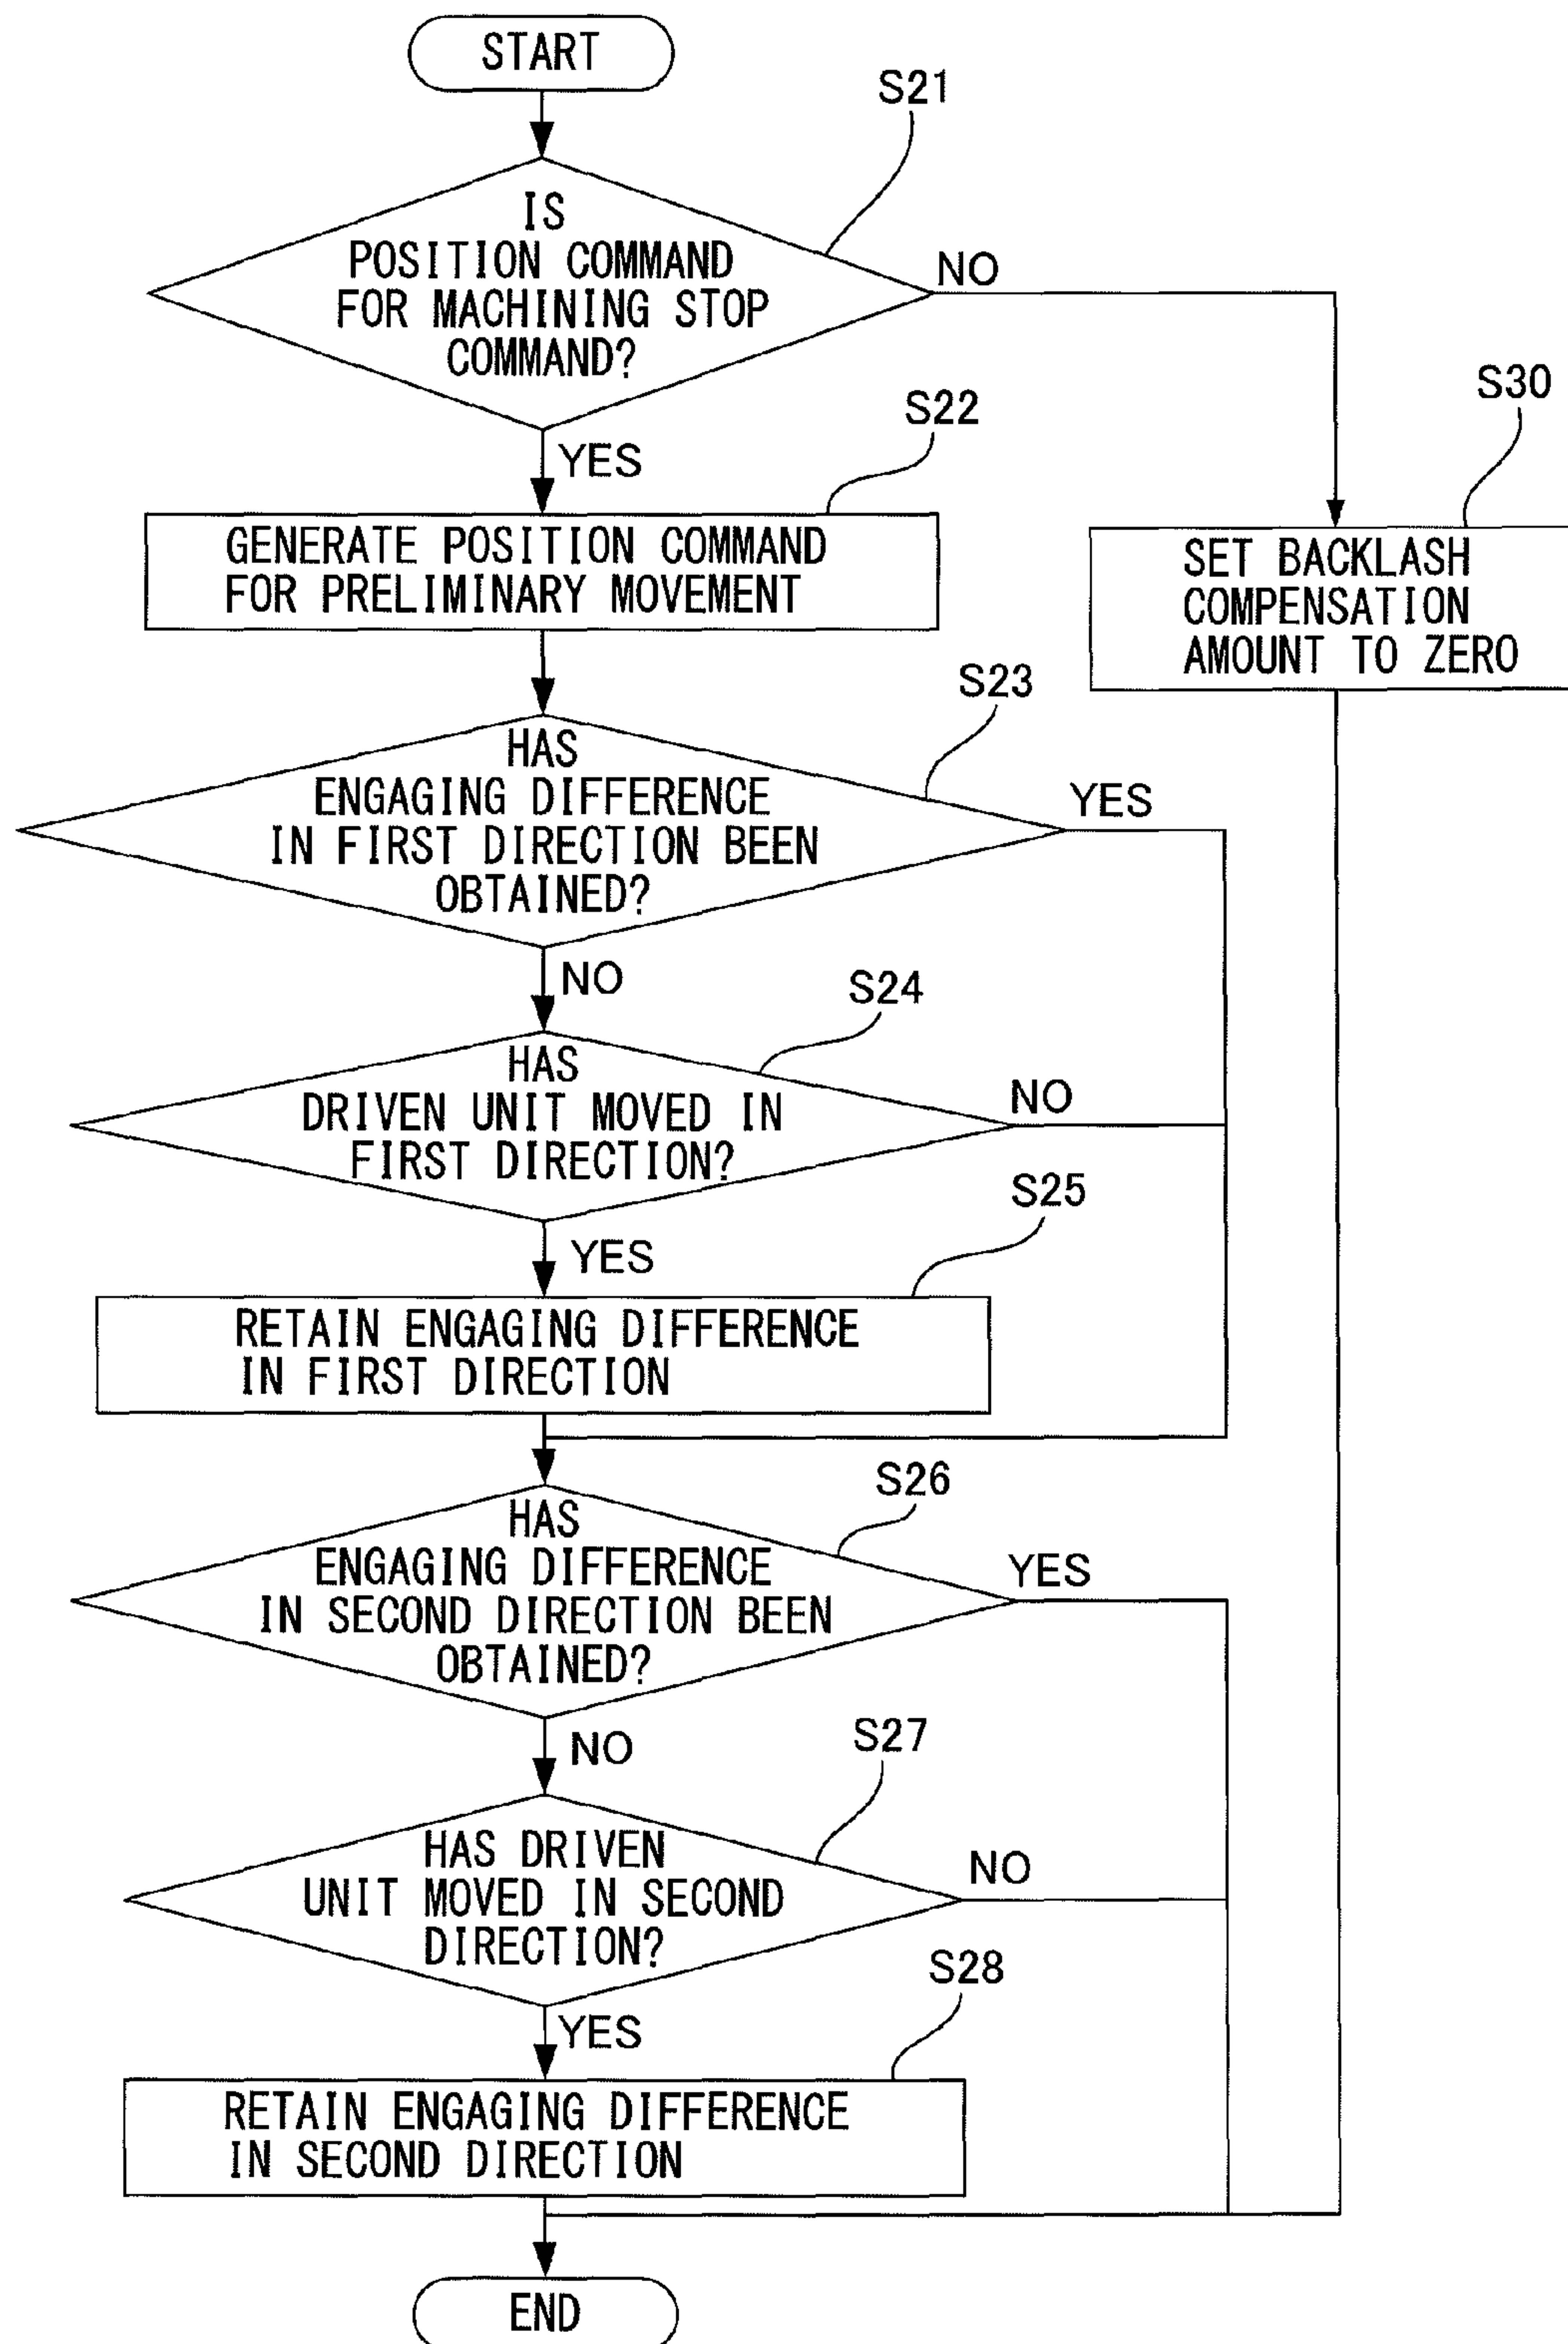 START
S21
IS
POSITION COMMAND
FOR MACHINING STOP
COMMAND?
NO
YES
S22
GENERATE POSITION COMMAND
FOR PRELIMINARY MOVEMENT
S30
SET BACKLASH
COMPENSATION
AMOUNT TO ZERO
S23
HAS
ENGAGING DIFFERENCE
IN FIRST DIRECTION BEEN
OBTAINED?
YES
NO
S24
HAS
DRIVEN UNIT MOVED IN
FIRST DIRECTION?
NO
YES
S25
RETAIN ENGAGING DIFFERENCE
IN FIRST DIRECTION
S26
HAS
ENGAGING DIFFERENCE
IN SECOND DIRECTION BEEN
OBTAINED?
YES
NO
S27
HAS DRIVEN
UNIT MOVED IN SECOND
DIRECTION?
NO
YES
S28
RETAIN ENGAGING DIFFERENCE
IN SECOND DIRECTION
END